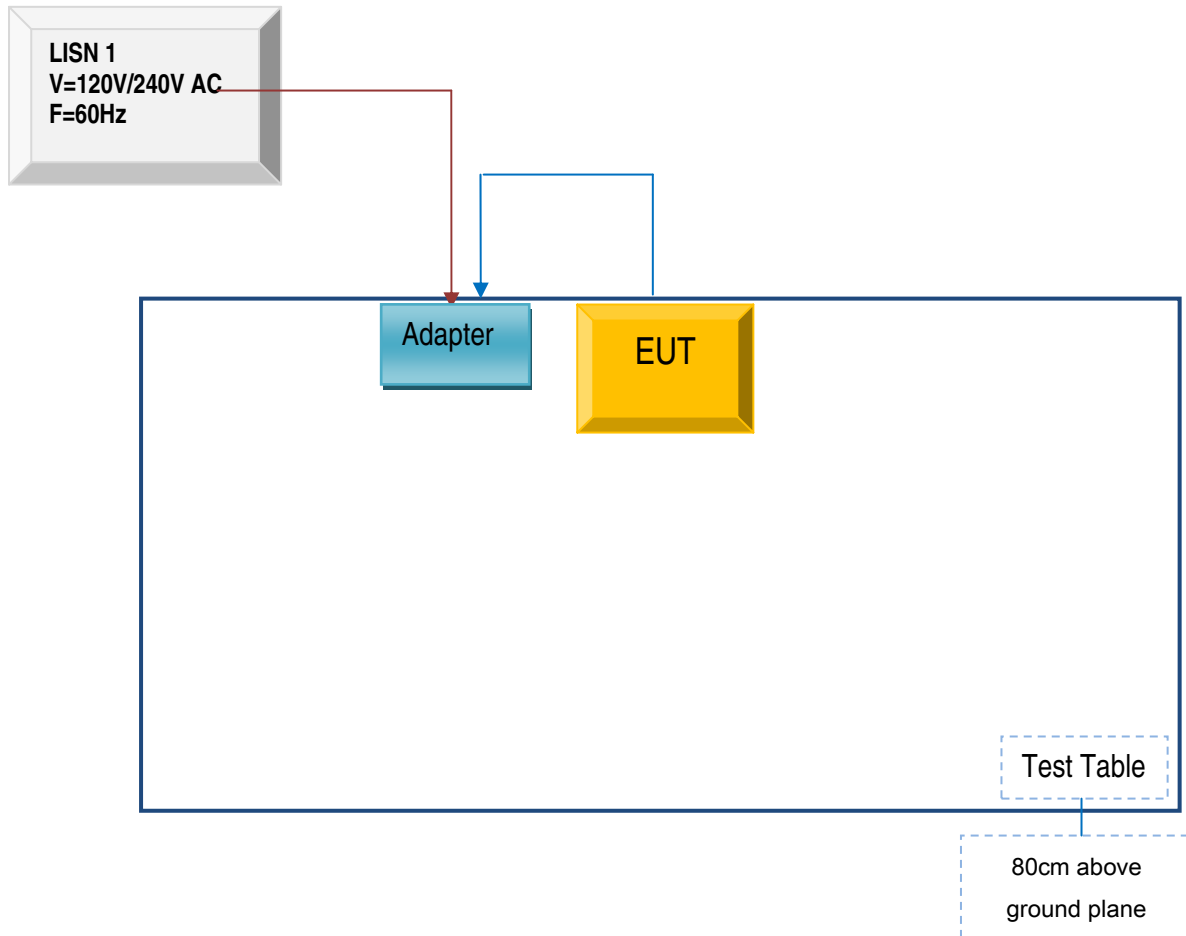 LISN 1
V=120V/240V AC
F=60Hz
Adapter
EUT
Test Table
80cm above
ground plane